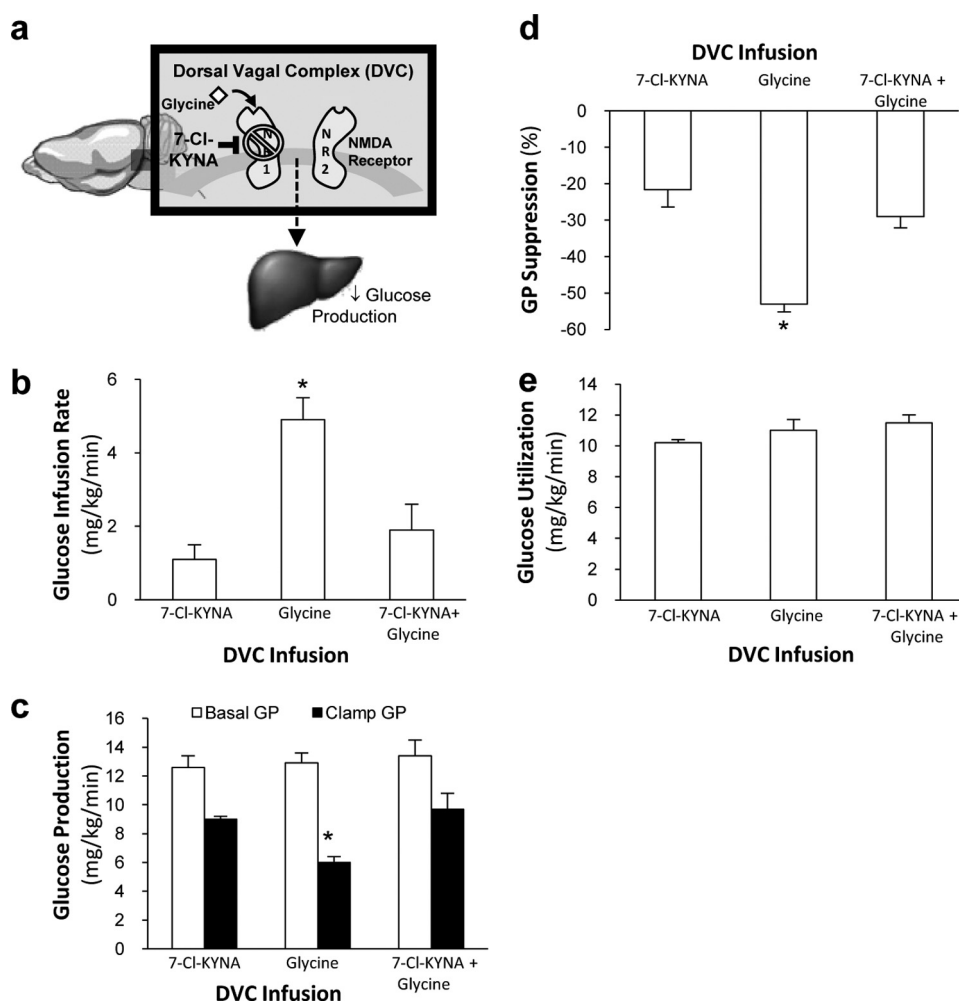 a
Dorsal Vagal Complex (DVC)
Glycine
7-Cl-
KYNA
N
1
N
R
2
NMDA
Receptor
↓ Glucose
Production
b
Glucose Infusion Rate
(mg/kg/min)
6
4
2
0
*
7-Cl-KYNA
Glycine
7-Cl-KYNA+
Glycine
DVC Infusion
c
Basal GP
Clamp GP
Glucose Production
(mg/kg/min)
16
14
12
10
8
6
4
2
0
*
7-Cl-KYNA
Glycine
7-Cl-KYNA +
Glycine
DVC Infusion
d
DVC Infusion
7-Cl-KYNA
Glycine
7-Cl-KYNA +
Glycine
GP Suppression (%)
0
-10
-20
-30
-40
-50
-60
*
e
Glucose Utilization
(mg/kg/min)
14
12
10
8
6
4
2
0
7-Cl-KYNA
Glycine
7-Cl-KYNA +
Glycine
DVC Infusion